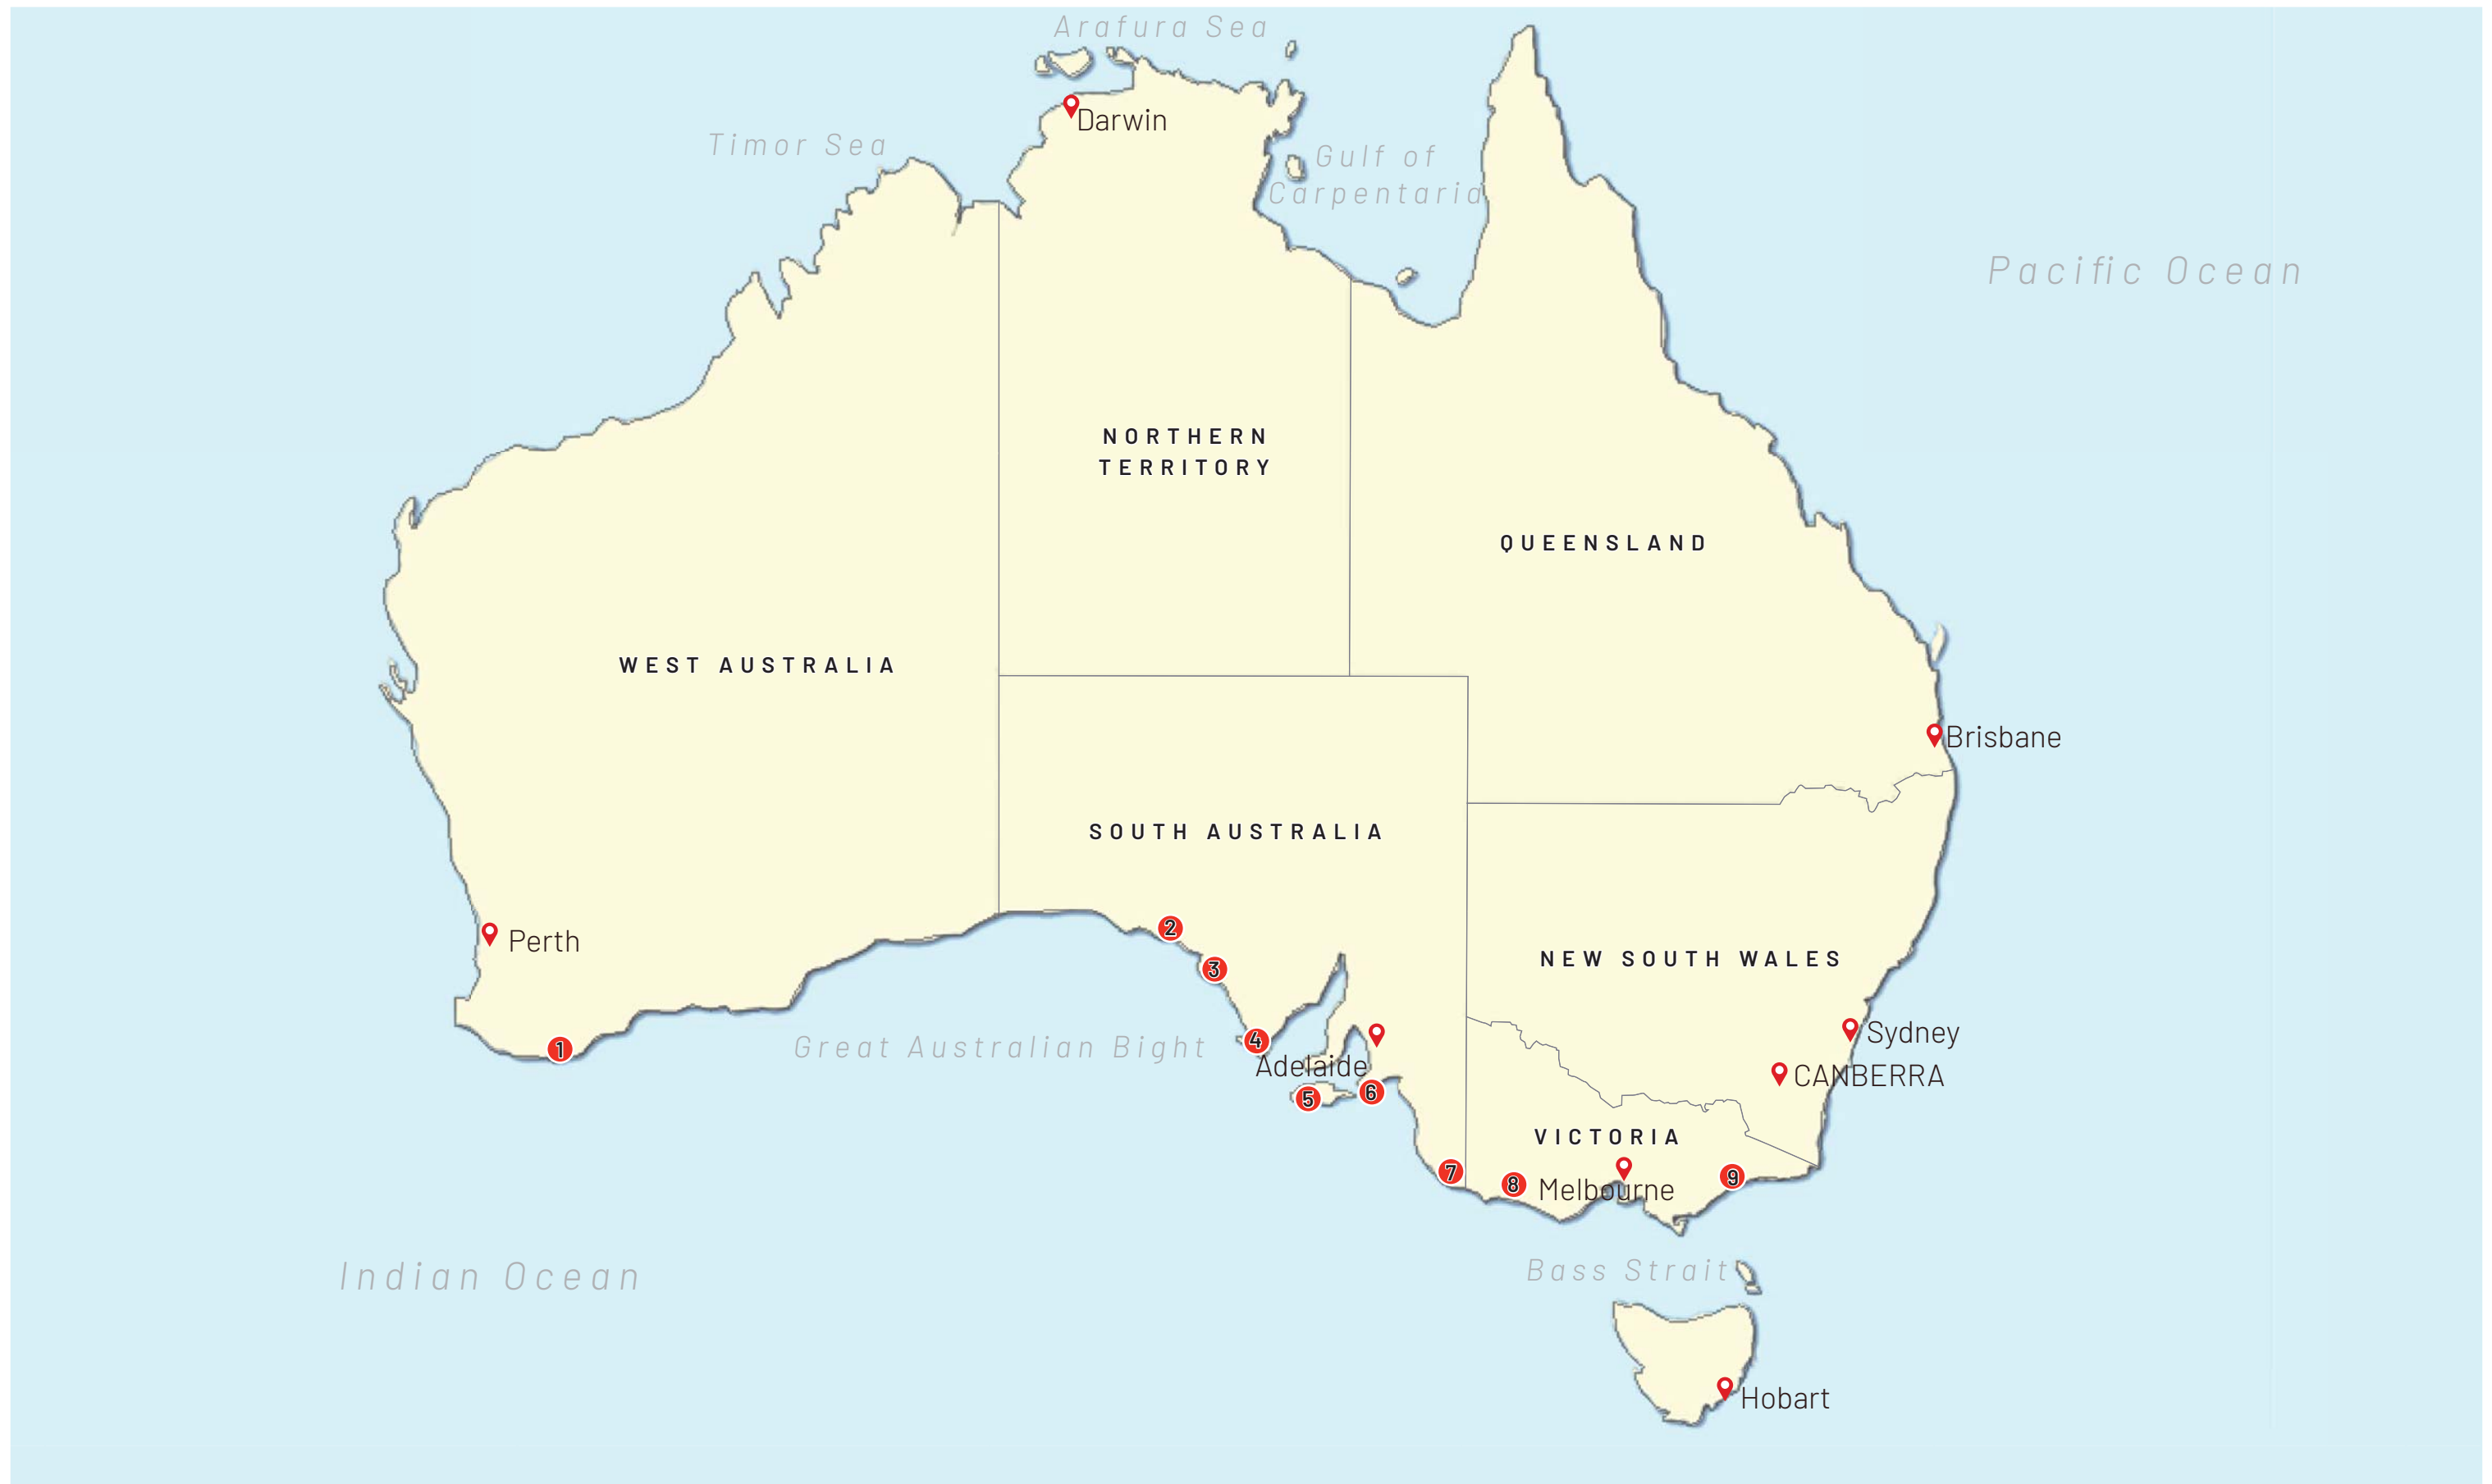 Arafura Sea
Darwin
Timor Sea
Gulf of
Carpentaria
Pacific Ocean
NORTHERN
TERRITORY
QUEENSLAND
WEST AUSTRALIA
Brisbane
SOUTH AUSTRALIA
2
Perth
NEW SOUTH WALES
3
Sydney
4
Great Australian Bight
1
Adelaide
CANBERRA
6
5
VICTORIA
7
9
8
Melbourne
Indian Ocean
Bass Strait
Hobart